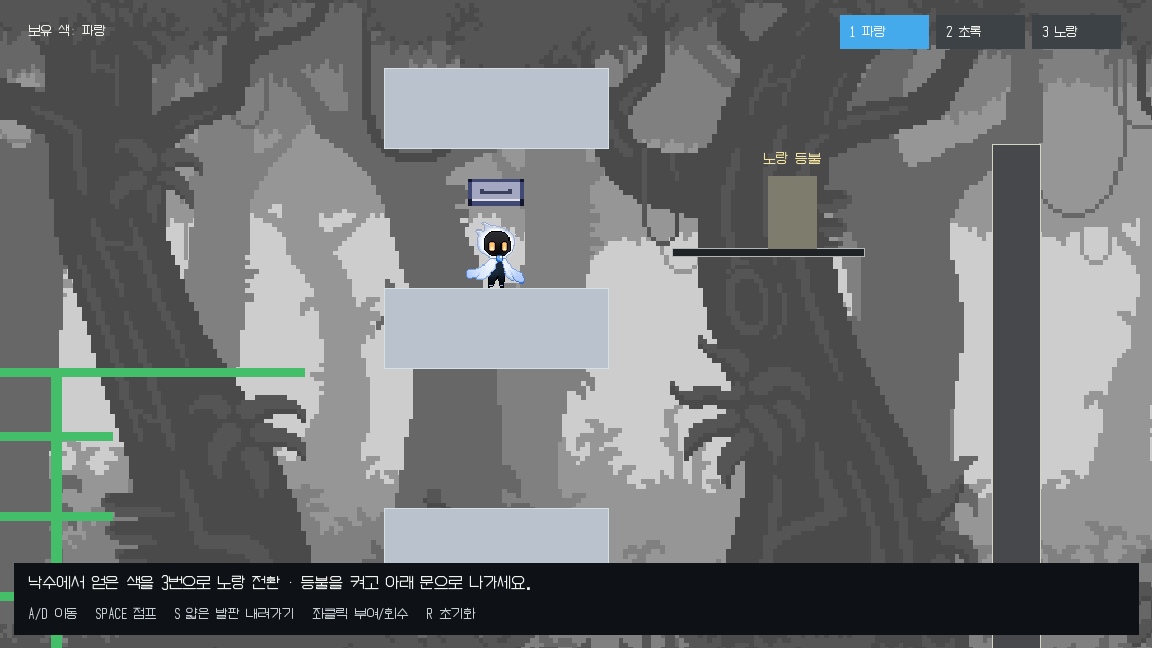 보유 색: 파랑
1 파랑
2 초록
3 노랑
노랑 등불
낙수에서 얻은 색을 3번으로 노랑 전환 · 등불을 켜고 아래 문으로 나가세요.
A/D 이동 SPACE 점프 S 얇은 발판 내려가기 좌클릭 부여/회수 R 초기화